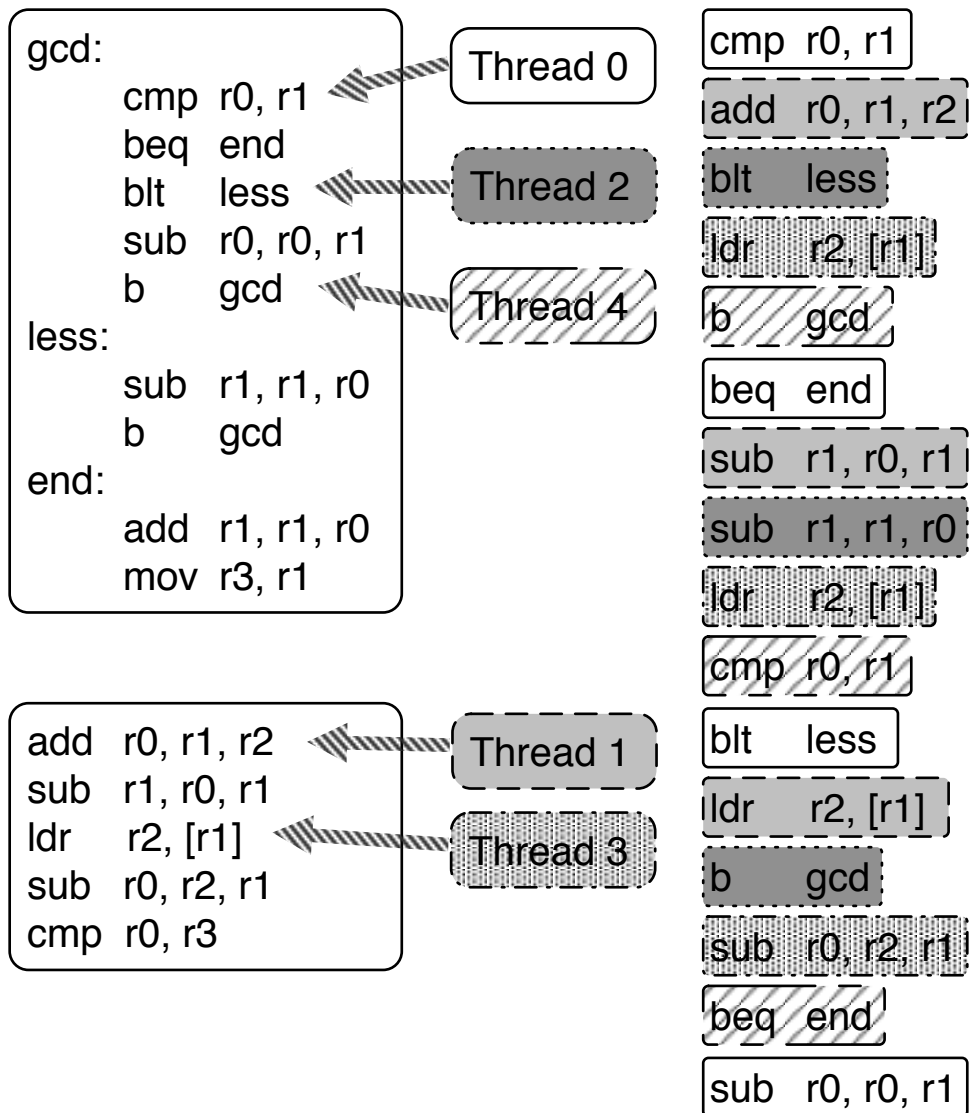 gcd:
cmp r0, r1
beq end
blt less
sub r0, r0, r1
b gcd
less:
sub r1, r1, r0
b gcd
end:
add r1, r1, r0
mov r3, r1
add r0, r1, r2
sub r1, r0, r1
ldr r2, [r1]
sub r0, r2, r1
cmp r0, r3
Thread 0
Thread 2
Thread 4
Thread 1
Thread 3
cmp r0, r1
add r0, r1, r2
blt less
ldr r2, [r1]
b gcd
beq end
sub r1, r0, r1
sub r1, r1, r0
ldr r2, [r1]
cmp r0, r1
blt less
ldr r2, [r1]
b gcd
sub r0, r2, r1
beq end
sub r0, r0, r1